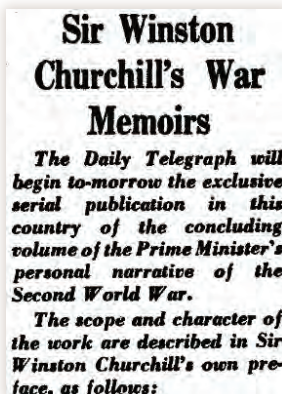 Sir Winston
Churchill's War
Memoirs
The Daily Telegraph will
begin to-morrow the exclusive
serial publication in this
country of the concluding
volume of the Prime Minister's
personal narrative of the
Second World War.
The scope and character of
the work are described in Sir
Winston Churchill's own pre-
face, as follows: